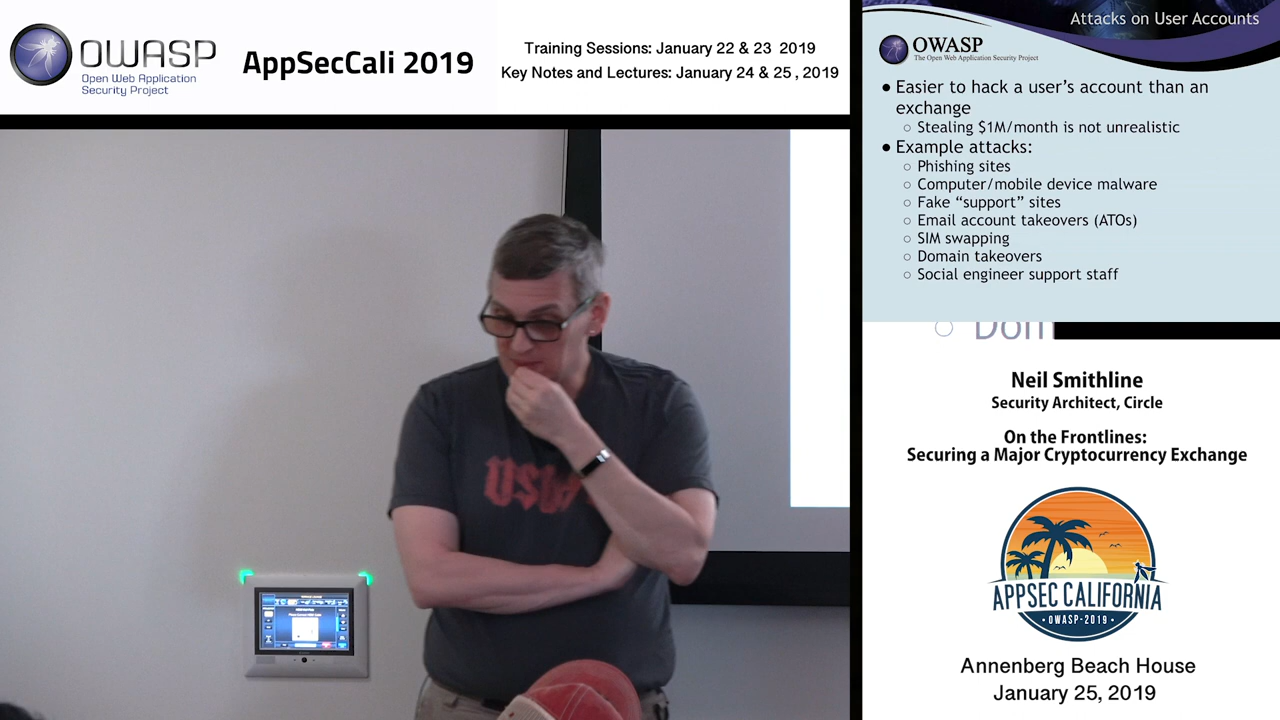 OWASP
Open Web Application
Security Project
AppSecCali 2019
Training Sessions: January 22 & 23 2019
Key Notes and Lectures: January 24 & 25 , 2019
Attacks on User Accounts
OWASP
The Open Web Application Security Project
● Easier to hack a user's account than an
exchange
○ Stealing $1M/month is not unrealistic
● Example attacks:
○ Phishing sites
○ Computer/mobile device malware
○ Fake “support” sites
○ Email account takeovers (ATOs)
○ SIM swapping
○ Domain takeovers
○ Social engineer support staff
○ Dom
Neil Smithline
Security Architect, Circle
On the Frontlines:
Securing a Major Cryptocurrency Exchange
APPSEC CALIFORNIA
• OWASP-2019 •
Annenberg Beach House
January 25, 2019